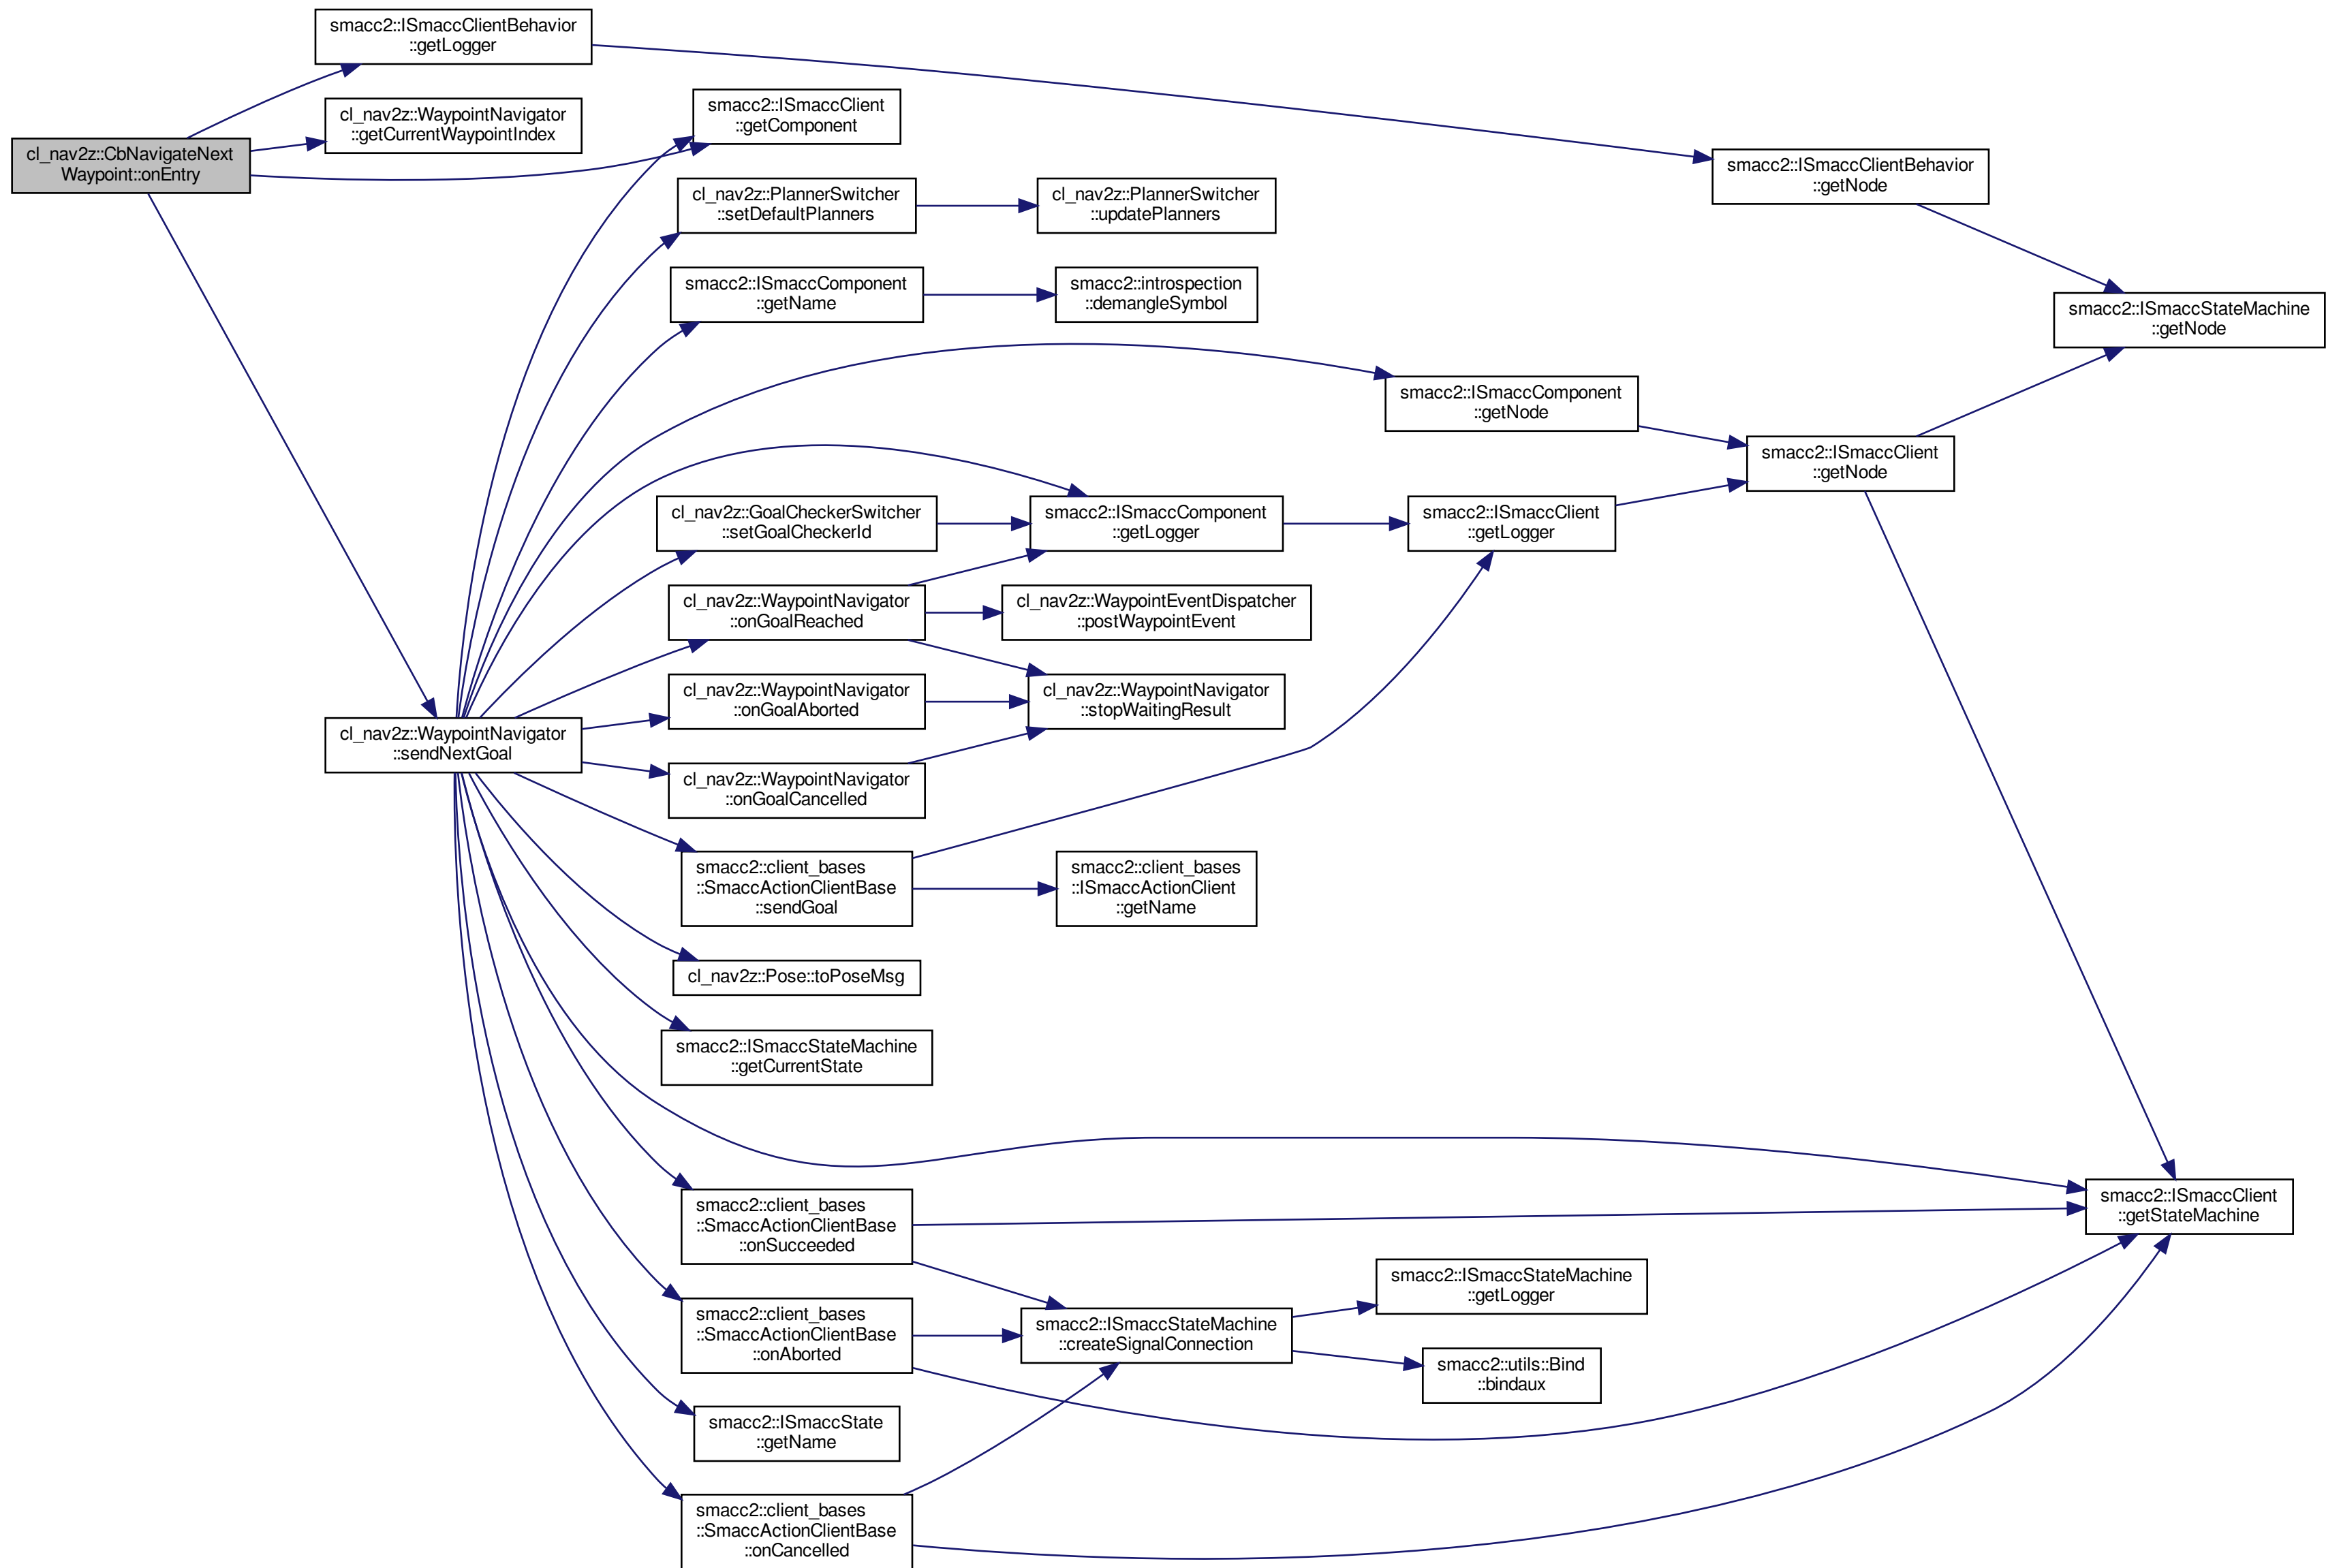 smacc2::ISmaccClientBehavior
::getLogger
cl_nav2z::WaypointNavigator
::getCurrentWaypointIndex
cl_nav2z::CbNavigateNext
Waypoint::onEntry
smacc2::ISmaccClient
::getComponent
smacc2::ISmaccClientBehavior
::getNode
cl_nav2z::PlannerSwitcher
::setDefaultPlanners
cl_nav2z::PlannerSwitcher
::updatePlanners
smacc2::ISmaccComponent
::getName
smacc2::introspection
::demangleSymbol
smacc2::ISmaccStateMachine
::getNode
smacc2::ISmaccComponent
::getNode
smacc2::ISmaccClient
::getNode
cl_nav2z::GoalCheckerSwitcher
::setGoalCheckerId
smacc2::ISmaccComponent
::getLogger
smacc2::ISmaccClient
::getLogger
cl_nav2z::WaypointNavigator
::onGoalReached
cl_nav2z::WaypointEventDispatcher
::postWaypointEvent
cl_nav2z::WaypointNavigator
::onGoalAborted
cl_nav2z::WaypointNavigator
::stopWaitingResult
cl_nav2z::WaypointNavigator
::sendNextGoal
cl_nav2z::WaypointNavigator
::onGoalCancelled
smacc2::client_bases
::SmaccActionClientBase
::sendGoal
smacc2::client_bases
::ISmaccActionClient
::getName
cl_nav2z::Pose::toPoseMsg
smacc2::ISmaccStateMachine
::getCurrentState
smacc2::client_bases
::SmaccActionClientBase
::onSucceeded
smacc2::ISmaccClient
::getStateMachine
smacc2::ISmaccStateMachine
::getLogger
smacc2::client_bases
::SmaccActionClientBase
::onAborted
smacc2::ISmaccStateMachine
::createSignalConnection
smacc2::utils::Bind
::bindaux
smacc2::ISmaccState
::getName
smacc2::client_bases
::SmaccActionClientBase
::onCancelled